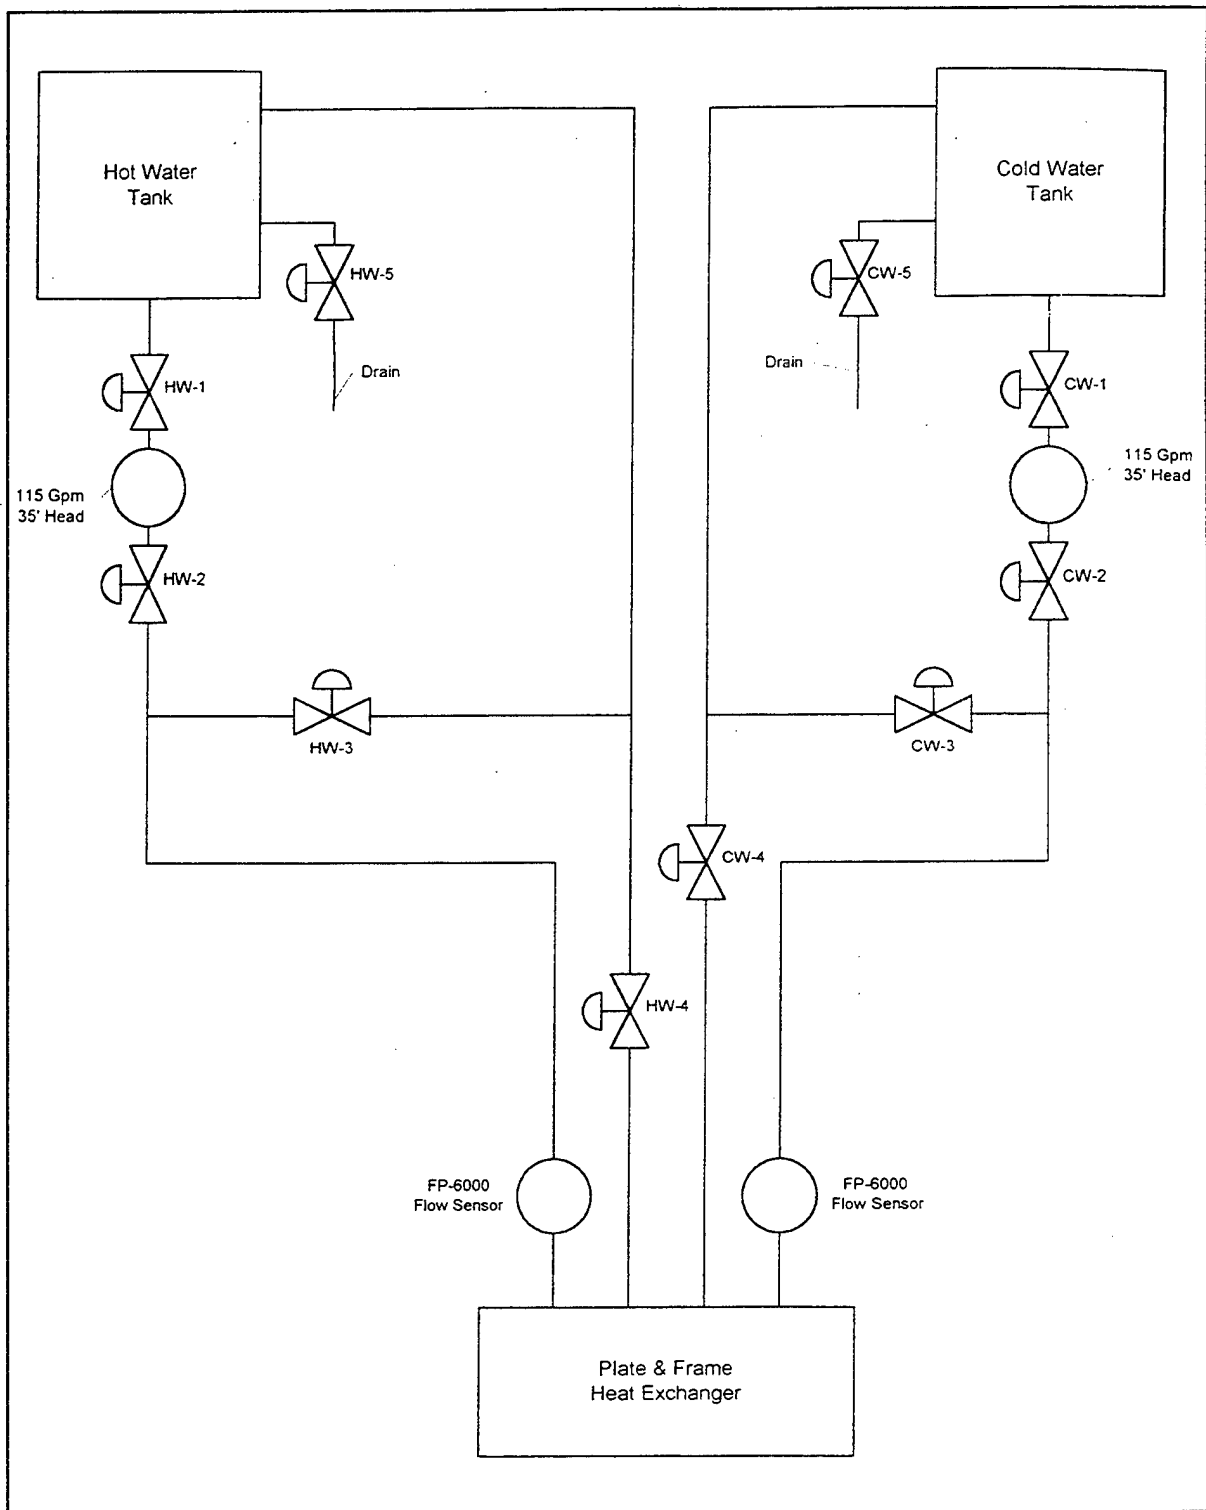 Hot Water
Tank
Cold Water
Tank
HW-5
CW-5
Drain
Drain
HW-1
CW-1
115 Gpm
35' Head
115 Gpm
35' Head
HW-2
CW-2
HW-3
CW-3
CW-4
HW-4
FP-6000
Flow Sensor
FP-6000
Flow Sensor
Plate & Frame
Heat Exchanger